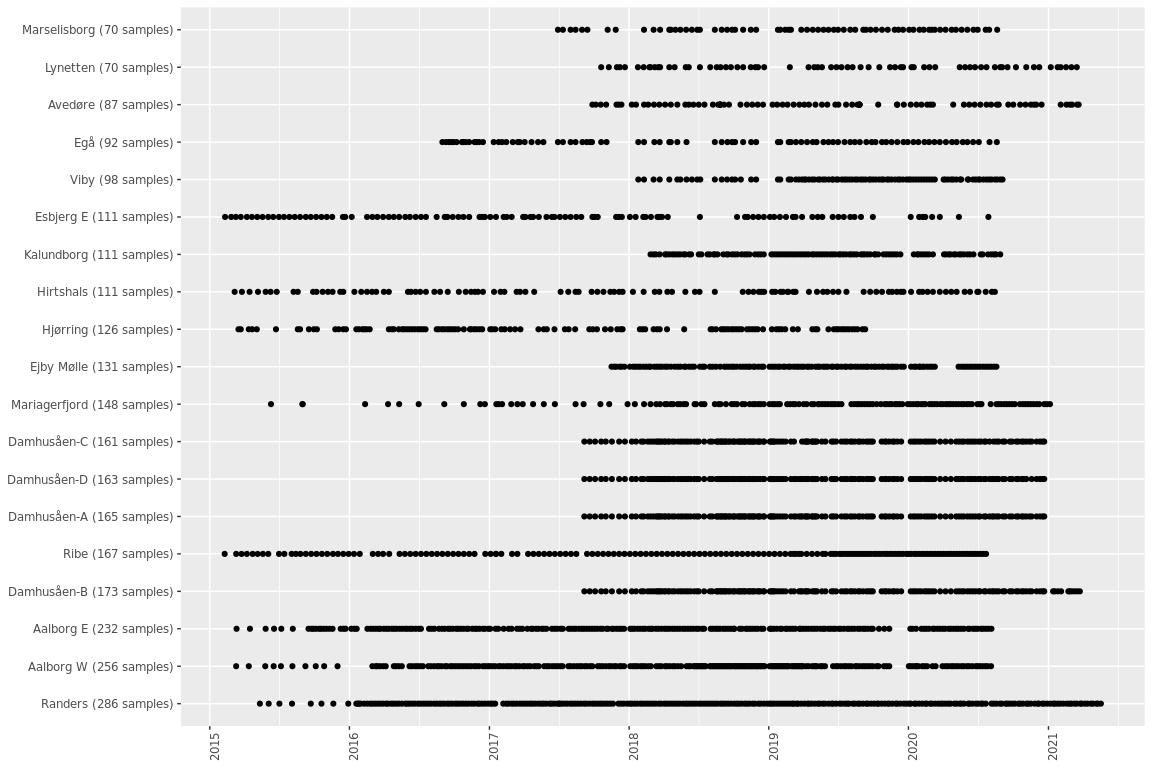 Marselisborg (70 samples)
Lynetten (70 samples)
Avedøre (87 samples)
Egå (92 samples)
Viby (98 samples)
Esbjerg E (111 samples)
Kalundborg (111 samples)
Hirtshals (111 samples)
Hjørring (126 samples)
Ejby Mølle (131 samples)
Mariagerfjord (148 samples)
Damhusåen-C (161 samples)
Damhusåen-D (163 samples)
Damhusåen-A (165 samples)
Ribe (167 samples)
Damhusåen-B (173 samples)
Aalborg E (232 samples)
Aalborg W (256 samples)
Randers (286 samples)
2015
2016
2017
2018
2019
2020
2021